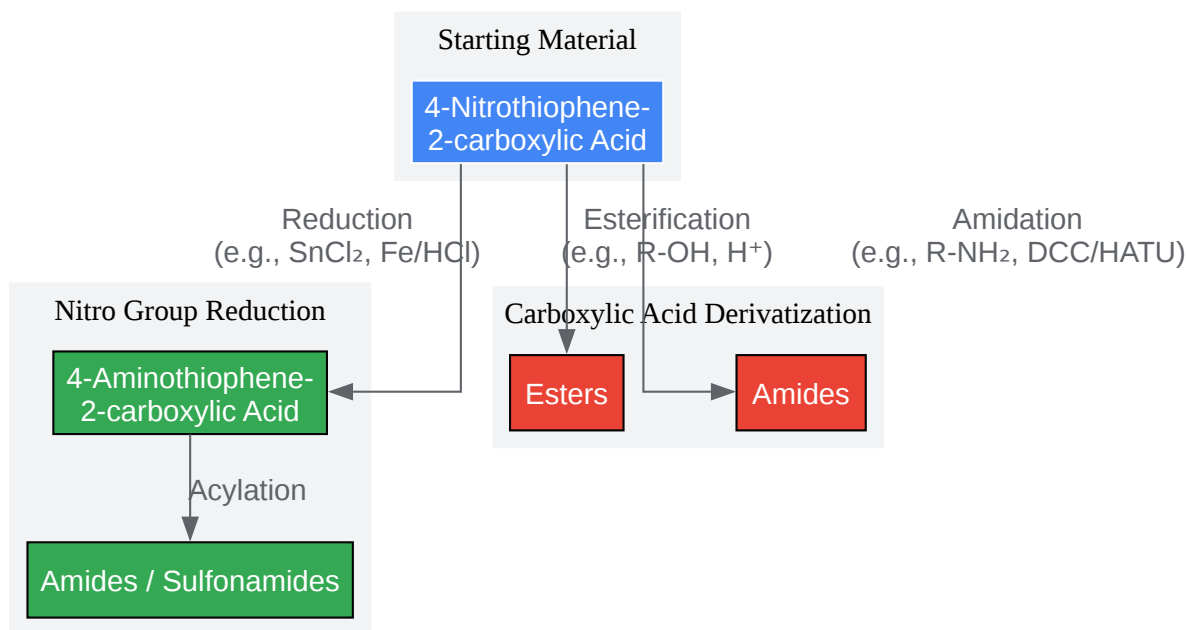 Starting Material
4-Nitrothiophene-
2-carboxylic Acid
Reduction
(e.g., SnCl₂, Fe/HCl)
Esterification
(e.g., R-OH, H⁺)
Amidation
(e.g., R-NH₂, DCC/HATU)
Nitro Group Reduction
4-Aminothiophene-
2-carboxylic Acid
Acylation
Amides / Sulfonamides
Carboxylic Acid Derivatization
Esters
Amides